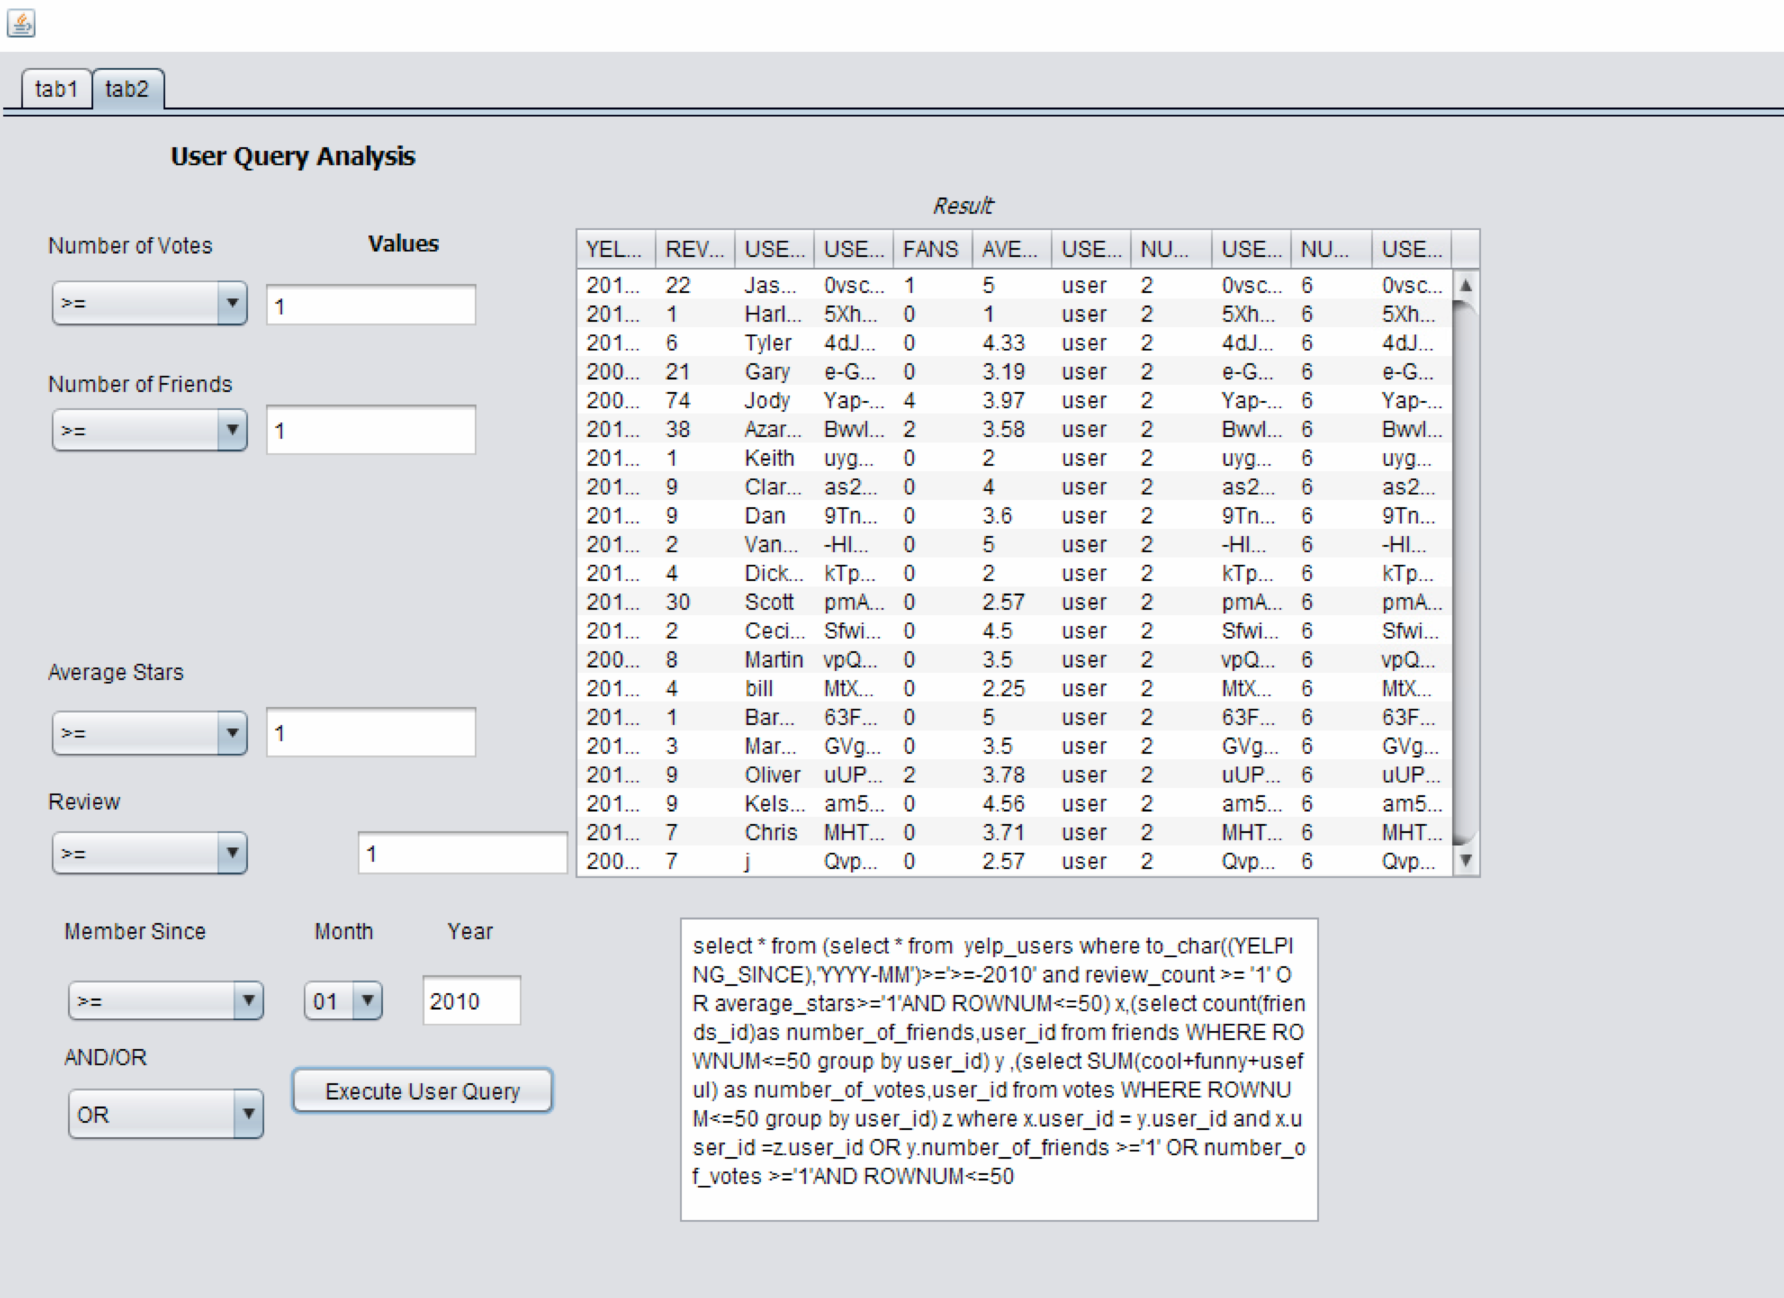 tab1 tab2
User Query Analysis
Result
Number of Votes Values
>= 1
Number of Friends
>= 1
Average Stars
>= 1
Review
>= 1
YEL... REV... USE... USE... FANS AVE... USE... NU... USE... NU... USE...
201... 22 Jas... 0vsc... 1 5 user 2 0vsc... 6 0vsc...
201... 1 Harl... 5Xh... 0 1 user 2 5Xh... 6 5Xh...
201... 6 Tyler 4dJ... 0 4.33 user 2 4dJ... 6 4dJ...
200... 21 Gary e-G... 0 3.19 user 2 e-G... 6 e-G...
200... 74 Jody Yap-... 4 3.97 user 2 Yap-... 6 Yap-...
201... 38 Azar... Bwvl... 2 3.58 user 2 Bwvl... 6 Bwvl...
201... 1 Keith uyg... 0 2 user 2 uyg... 6 uyg...
201... 9 Clar... as2... 0 4 user 2 as2... 6 as2...
201... 9 Dan 9Tn... 0 3.6 user 2 9Tn... 6 9Tn...
201... 2 Van... -HI... 0 5 user 2 -HI... 6 -HI...
201... 4 Dick... kTp... 0 2 user 2 kTp... 6 kTp...
201... 30 Scott pmA... 0 2.57 user 2 pmA... 6 pmA...
201... 2 Ceci... Sfwi... 0 4.5 user 2 Sfwi... 6 Sfwi...
200... 8 Martin vpQ... 0 3.5 user 2 vpQ... 6 vpQ...
201... 4 bill MtX... 0 2.25 user 2 MtX... 6 MtX...
201... 1 Bar... 63F... 0 5 user 2 63F... 6 63F...
201... 3 Mar... GVg... 0 3.5 user 2 GVg... 6 GVg...
201... 9 Oliver uUP... 2 3.78 user 2 uUP... 6 uUP...
201... 9 Kels... am5... 0 4.56 user 2 am5... 6 am5...
201... 7 Chris MHT... 0 3.71 user 2 MHT... 6 MHT...
200... 7 j Qvp... 0 2.57 user 2 Qvp... 6 Qvp...
Member Since Month Year
>= 01 2010
AND/OR
OR Execute User Query
select * from (select * from yelp_users where to_char((YELPI
NG_SINCE),'YYYY-MM')>='>=-2010' and review_count >= '1' O
R average_stars>='1'AND ROWNUM<=50) x,(select count(frien
ds_id)as number_of_friends,user_id from friends WHERE RO
WNUM<=50 group by user_id) y ,(select SUM(cool+funny+usef
ul) as number_of_votes,user_id from votes WHERE ROWNU
M<=50 group by user_id) z where x.user_id = y.user_id and x.u
ser_id =z.user_id OR y.number_of_friends >='1' OR number_o
f_votes >='1'AND ROWNUM<=50